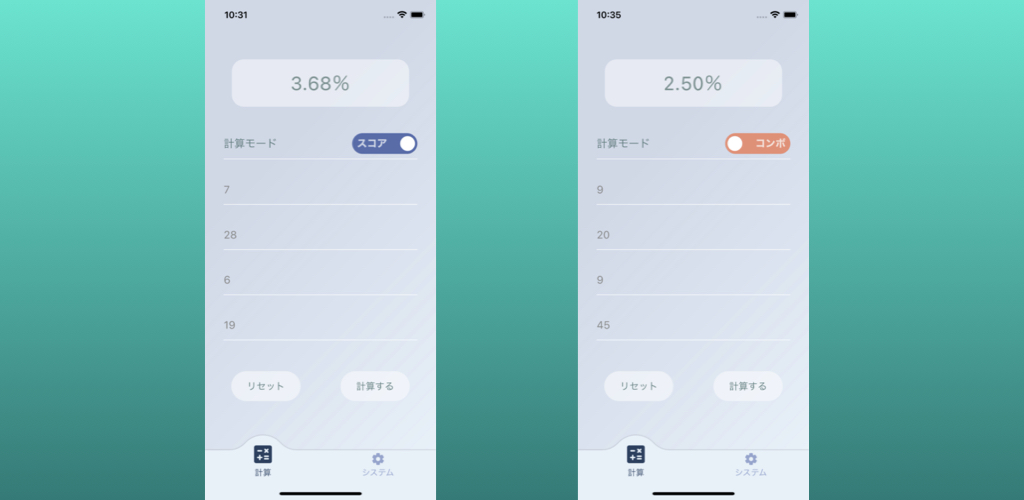 10:31
3.68%
計算モード スコア
7
28
6
19
リセット 計算する
計算 システム
10:35
2.50%
計算モード コンボ
9
20
9
45
リセット 計算する
計算 システム